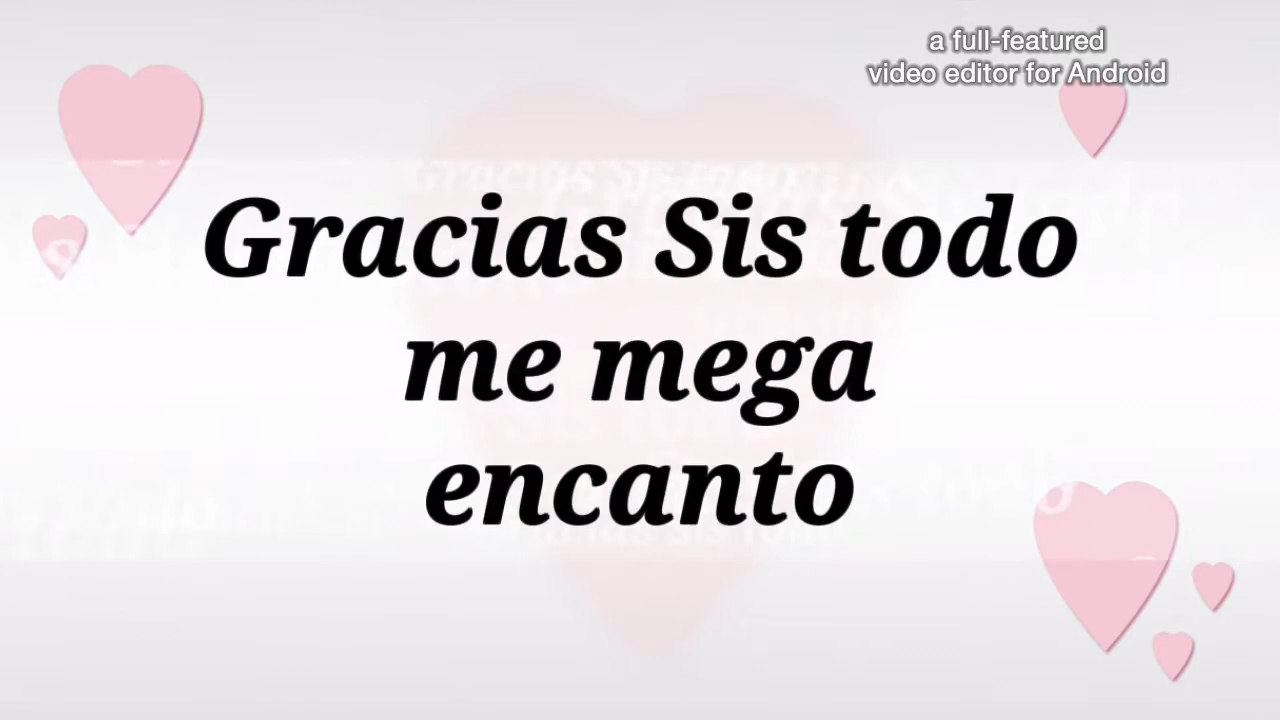 a full-featured
video editor for Android
Gracias Sis todo
me mega
encanto